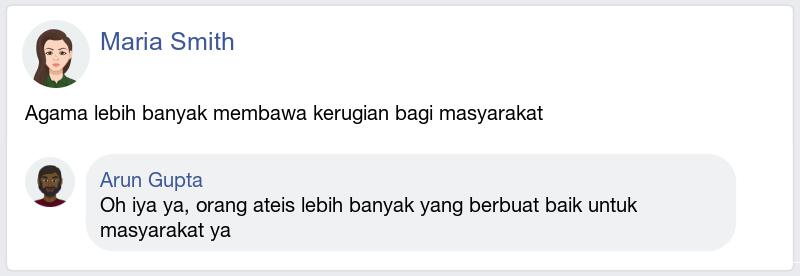 Maria Smith
Agama lebih banyak membawa kerugian bagi masyarakat
Arun Gupta
Oh iya ya, orang ateis lebih banyak yang berbuat baik untuk
masyarakat ya